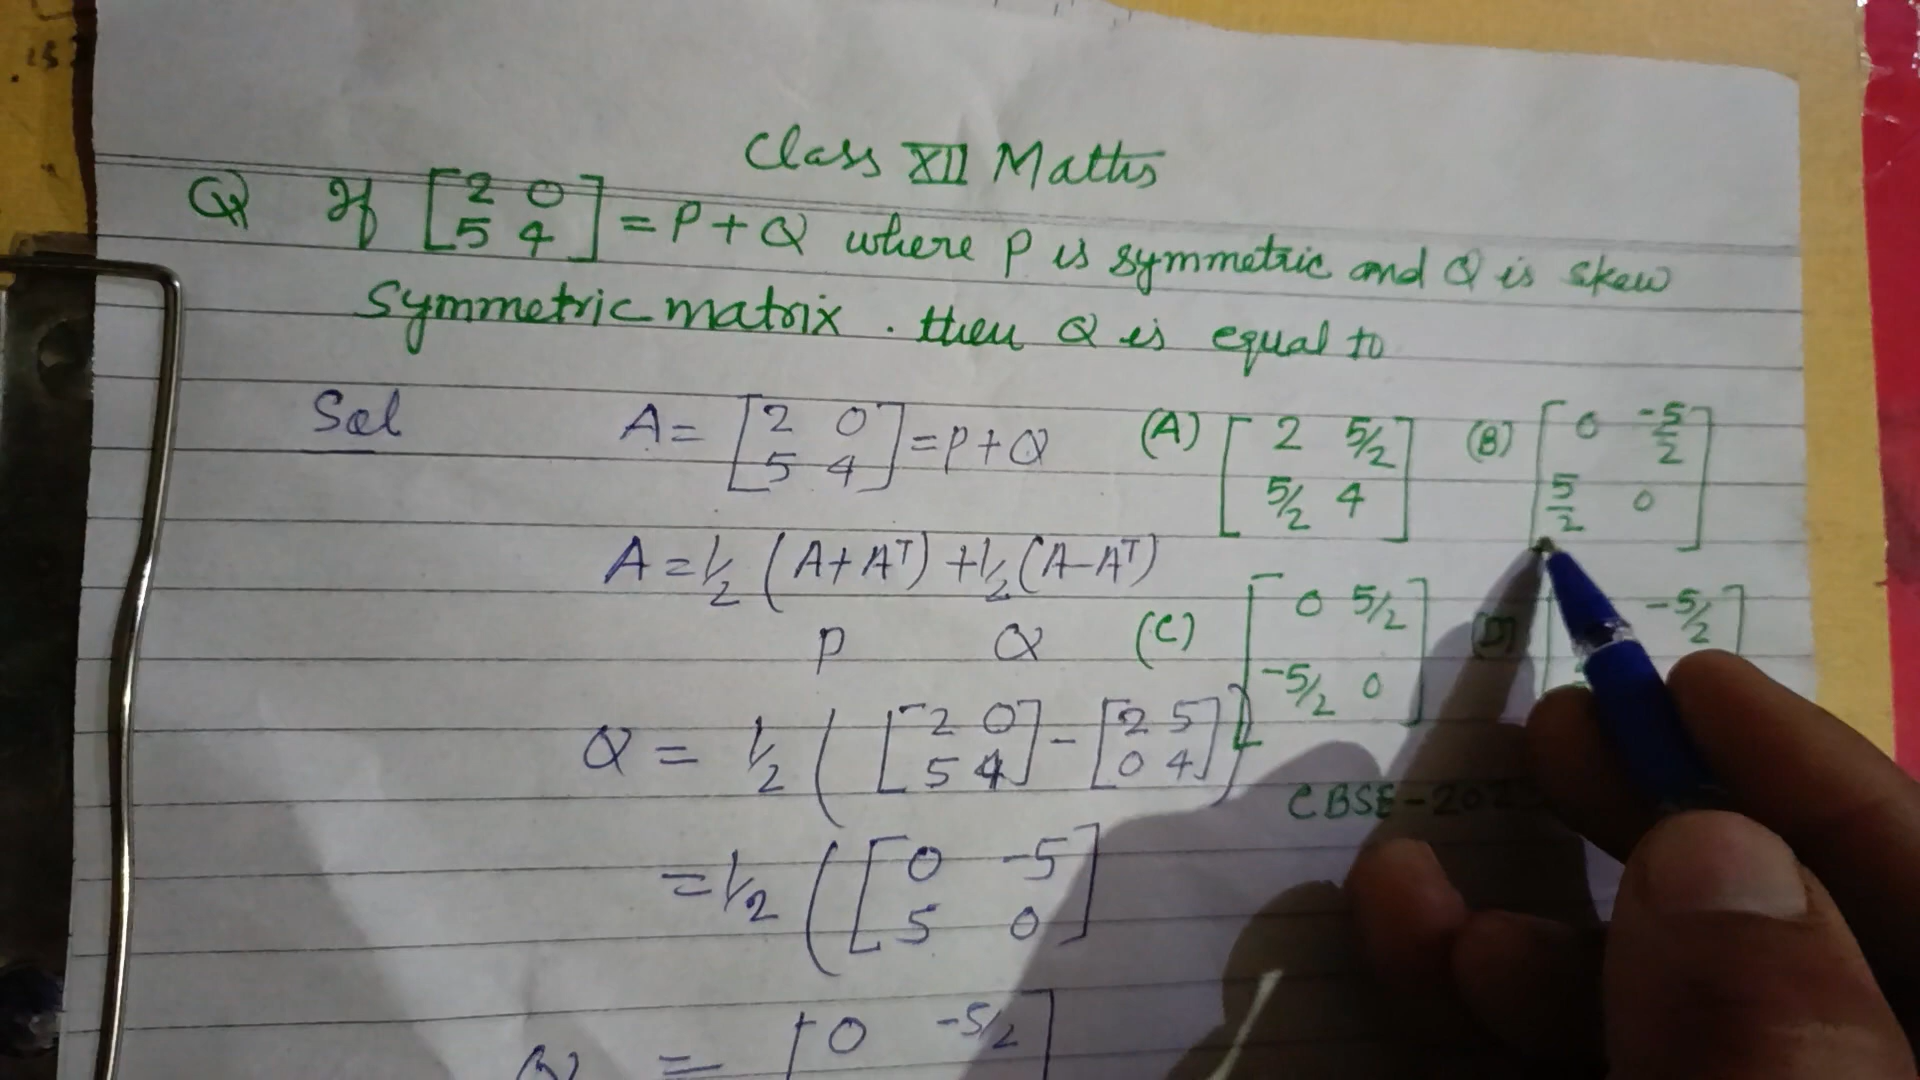 Class XII Maths
Q If [2 0
5 4] = P + Q where P is symmetric and Q is skew
symmetric matrix. then Q is equal to
Sol A = [2 0
5 4] = P + Q
(A) [2 5/2
5/2 4]
(B) [0 -5/2
5/2 0]
A = 1/2 (A + Aᵀ) + 1/2 (A - Aᵀ)
P Q
(C) [0 5/2
-5/2 0]
(D) [ -5/2
Q = 1/2 ([2 0
5 4] - [2 5
0 4])
CBSE-202
= 1/2 ([0 -5
5 0]
Q = [0 -5/2